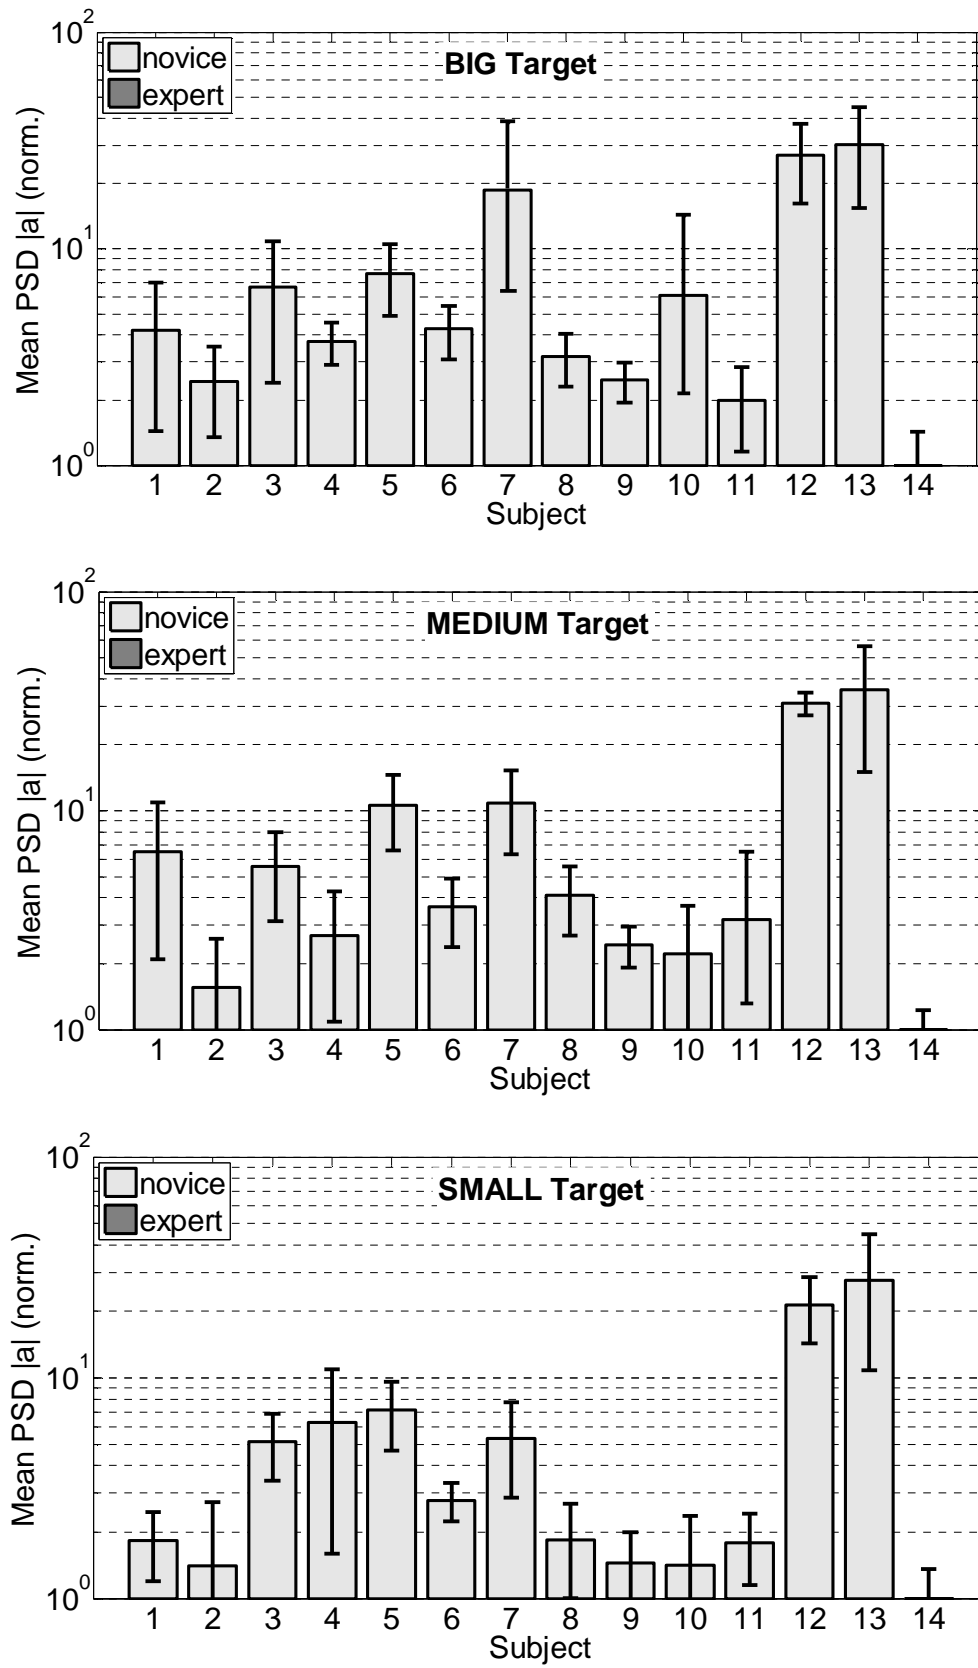 10^2
novice
BIG Target
expert
Mean PSD |a| (norm.)
10^1
10^0
1 2 3 4 5 6 7 8 9 10 11 12 13 14
Subject
10^2
novice
MEDIUM Target
expert
Mean PSD |a| (norm.)
10^1
10^0
1 2 3 4 5 6 7 8 9 10 11 12 13 14
Subject
10^2
novice
SMALL Target
expert
Mean PSD |a| (norm.)
10^1
10^0
1 2 3 4 5 6 7 8 9 10 11 12 13 14
Subject